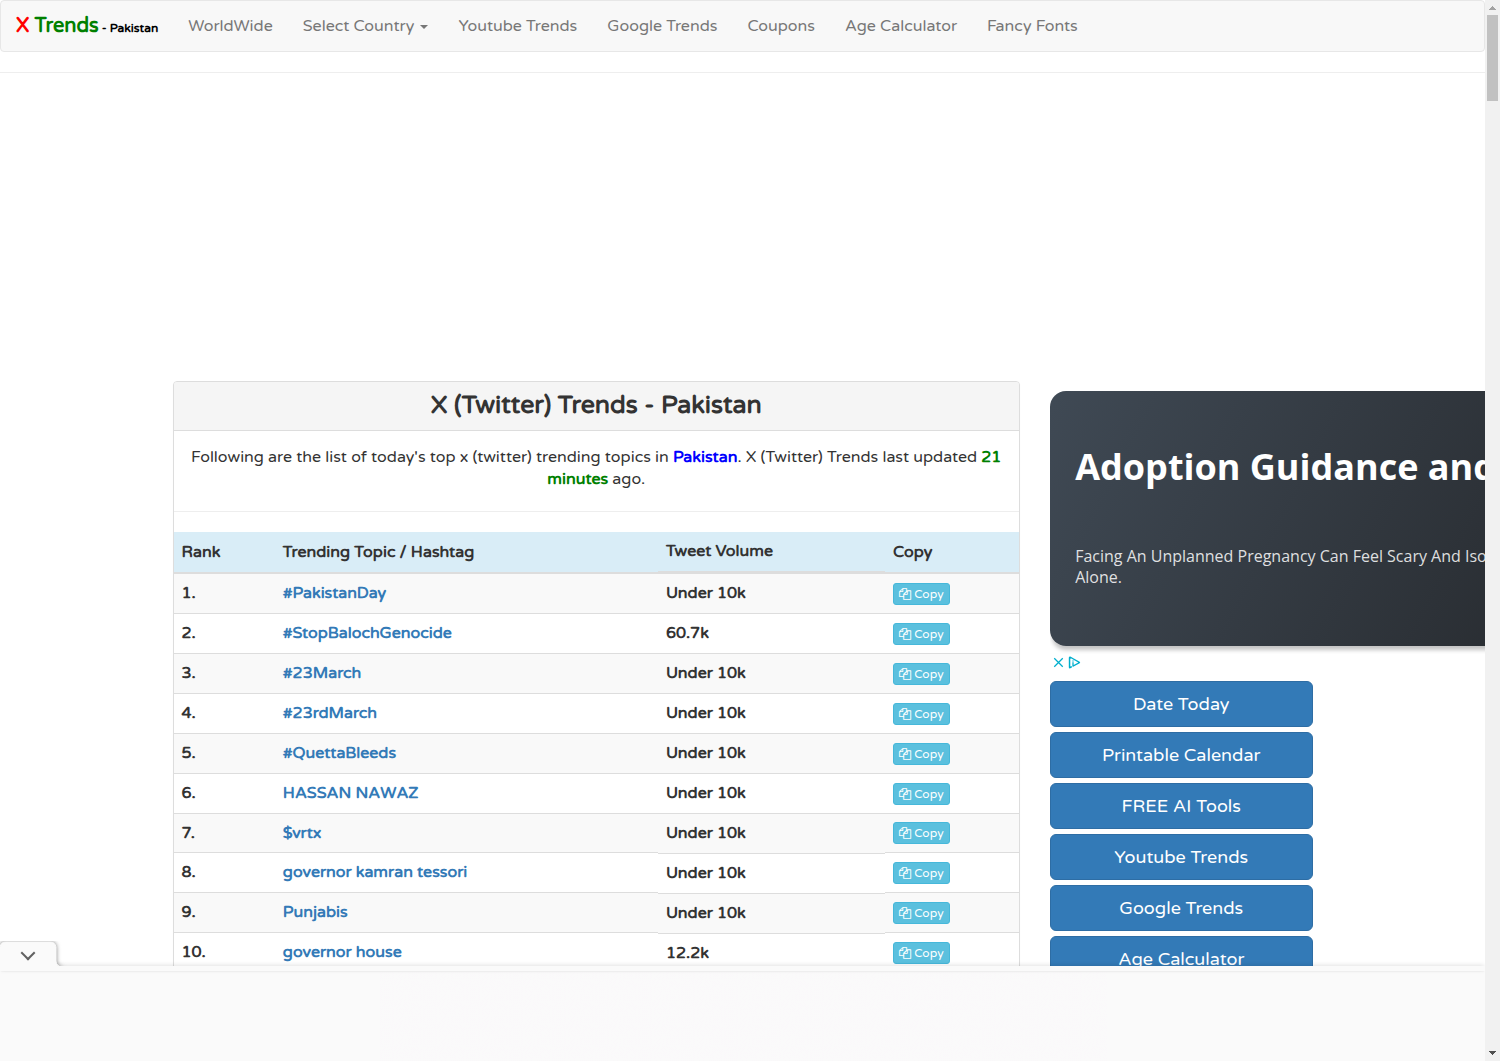 X Trends - Pakistan WorldWide Select Country Youtube Trends Google Trends Coupons Age Calculator Fancy Fonts
X (Twitter) Trends - Pakistan
Following are the list of today's top x (twitter) trending topics in Pakistan. X (Twitter) Trends last updated 21
minutes ago.
Rank Trending Topic / Hashtag Tweet Volume Copy
1. #PakistanDay Under 10k Copy
2. #StopBalochGenocide 60.7k Copy
3. #23March Under 10k Copy
4. #23rdMarch Under 10k Copy
5. #QuettaBleeds Under 10k Copy
6. HASSAN NAWAZ Under 10k Copy
7. $vrtx Under 10k Copy
8. governor kamran tessori Under 10k Copy
9. Punjabis Under 10k Copy
10. governor house 12.2k Copy
Adoption Guidance and
Facing An Unplanned Pregnancy Can Feel Scary And Iso
Alone.
Date Today
Printable Calendar
FREE AI Tools
Youtube Trends
Google Trends
Age Calculator